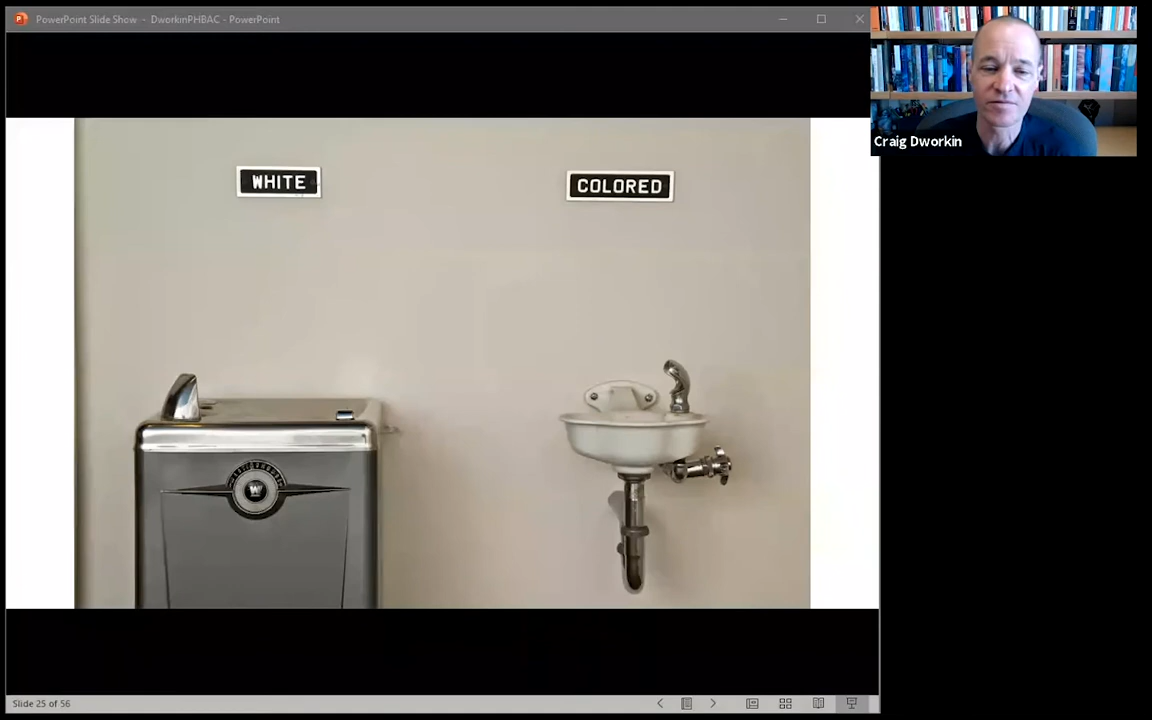 PowerPoint Slide Show - DworkinPHBAC - PowerPoint
Craig Dworkin
WHITE
COLORED
W
Slide 25 of 56